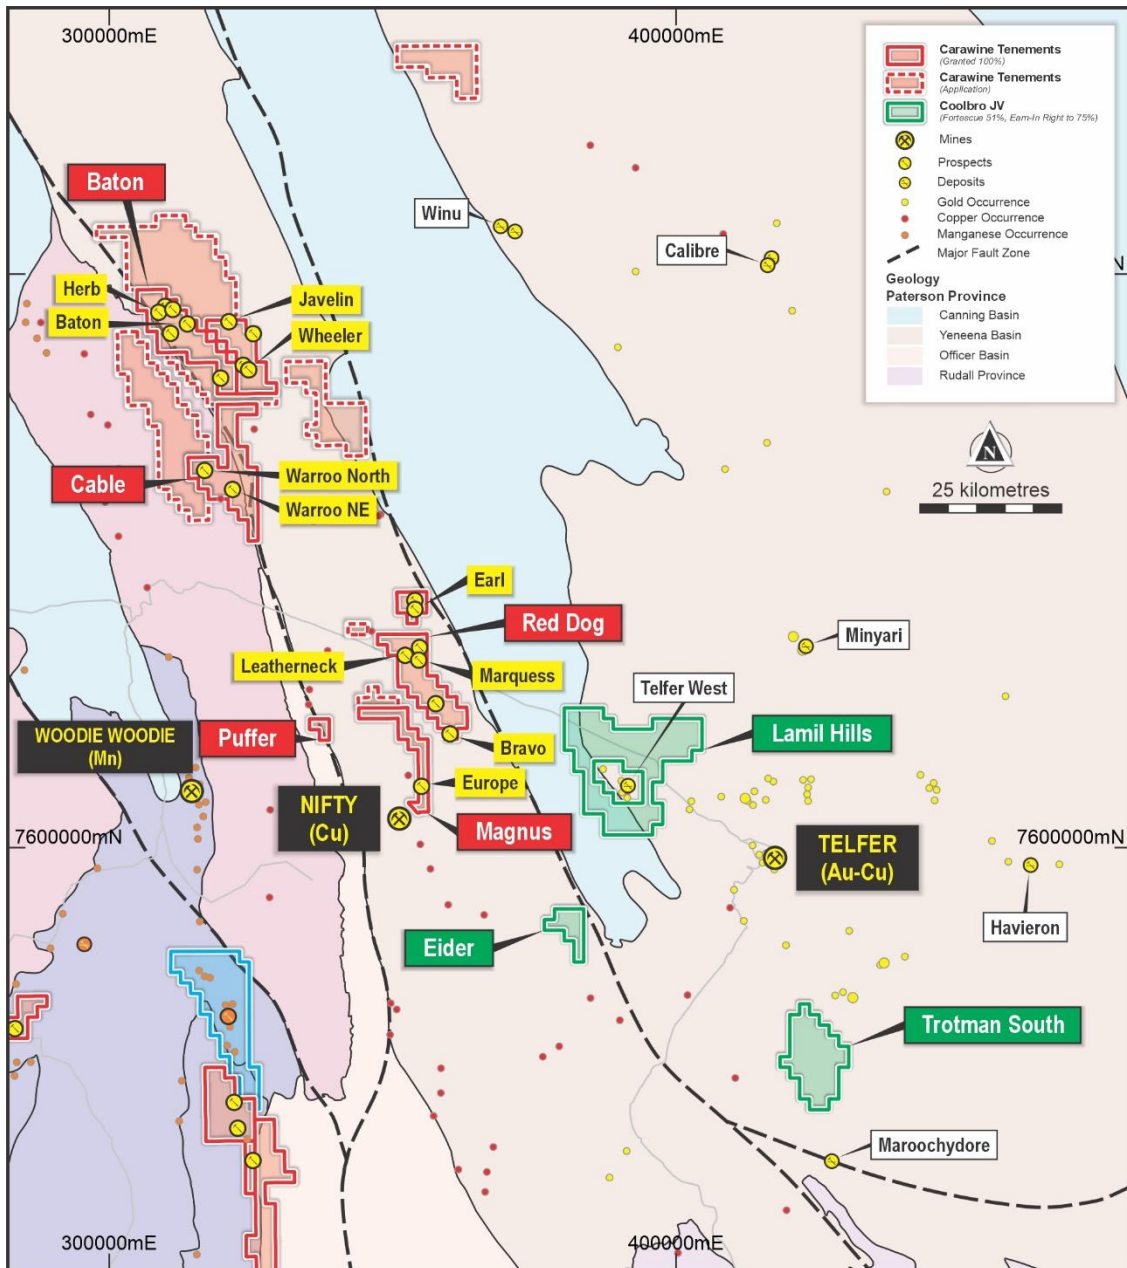 300000mE
400000mE
Carawine Tenements
(Granted 100%)
Carawine Tenements
(Application)
Coolbro JV
(Fortescue 51%, Earn-In Right to 75%)
Mines
Prospects
Deposits
Gold Occurrence
Copper Occurrence
Manganese Occurrence
Major Fault Zone
Geology
Paterson Province
Canning Basin
Yeneena Basin
Officer Basin
Rudall Province
N
Baton
Winu
Calibre
Herb
Javelin
Baton
Wheeler
N
25 kilometres
Cable
Warroo North
Warroo NE
Earl
Red Dog
Minyari
Leatherneck
Marquess
Telfer West
WOODIE WOODIE
(Mn)
Puffer
Bravo
Lamil Hills
Europe
NIFTY
(Cu)
Magnus
7600000mN
7600000mN
TELFER
(Au-Cu)
Havieron
Eider
Trotman South
Maroochydore
300000mE
400000mE